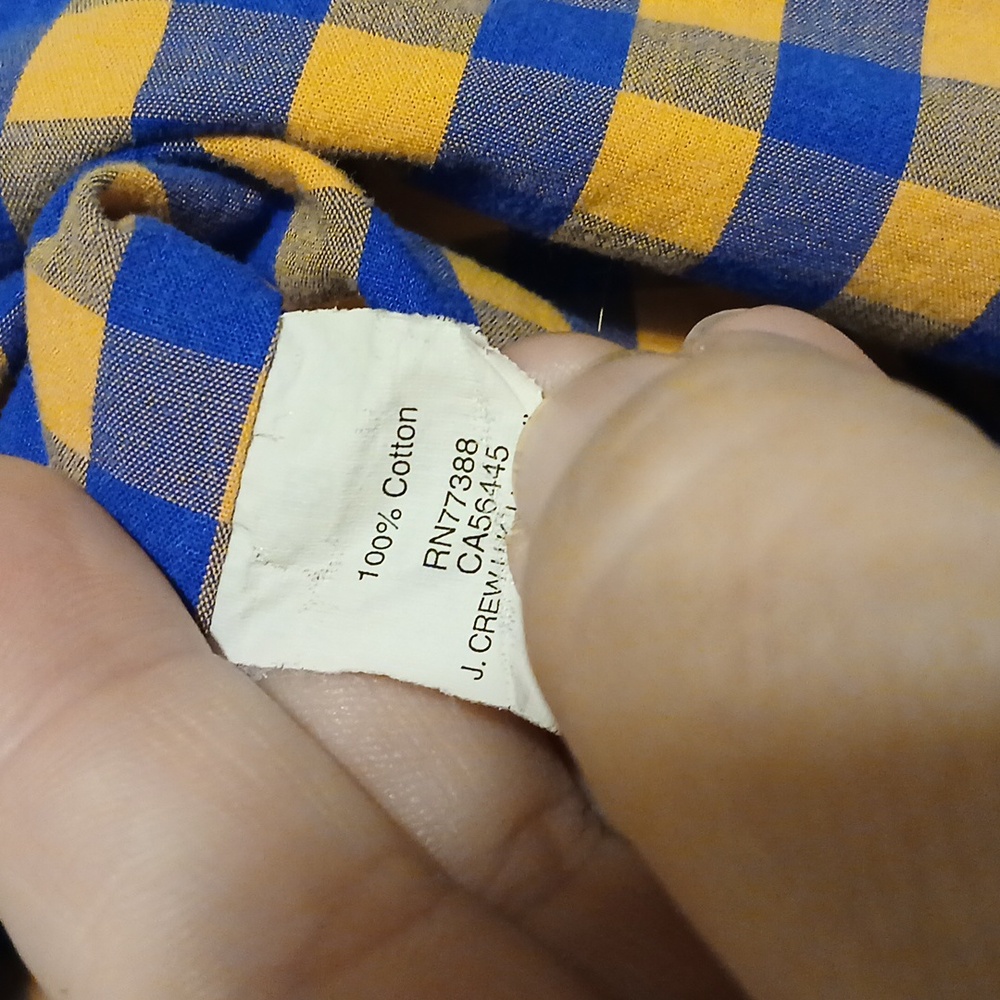 100% Cotton
RN77388
CA56445
J. CREW